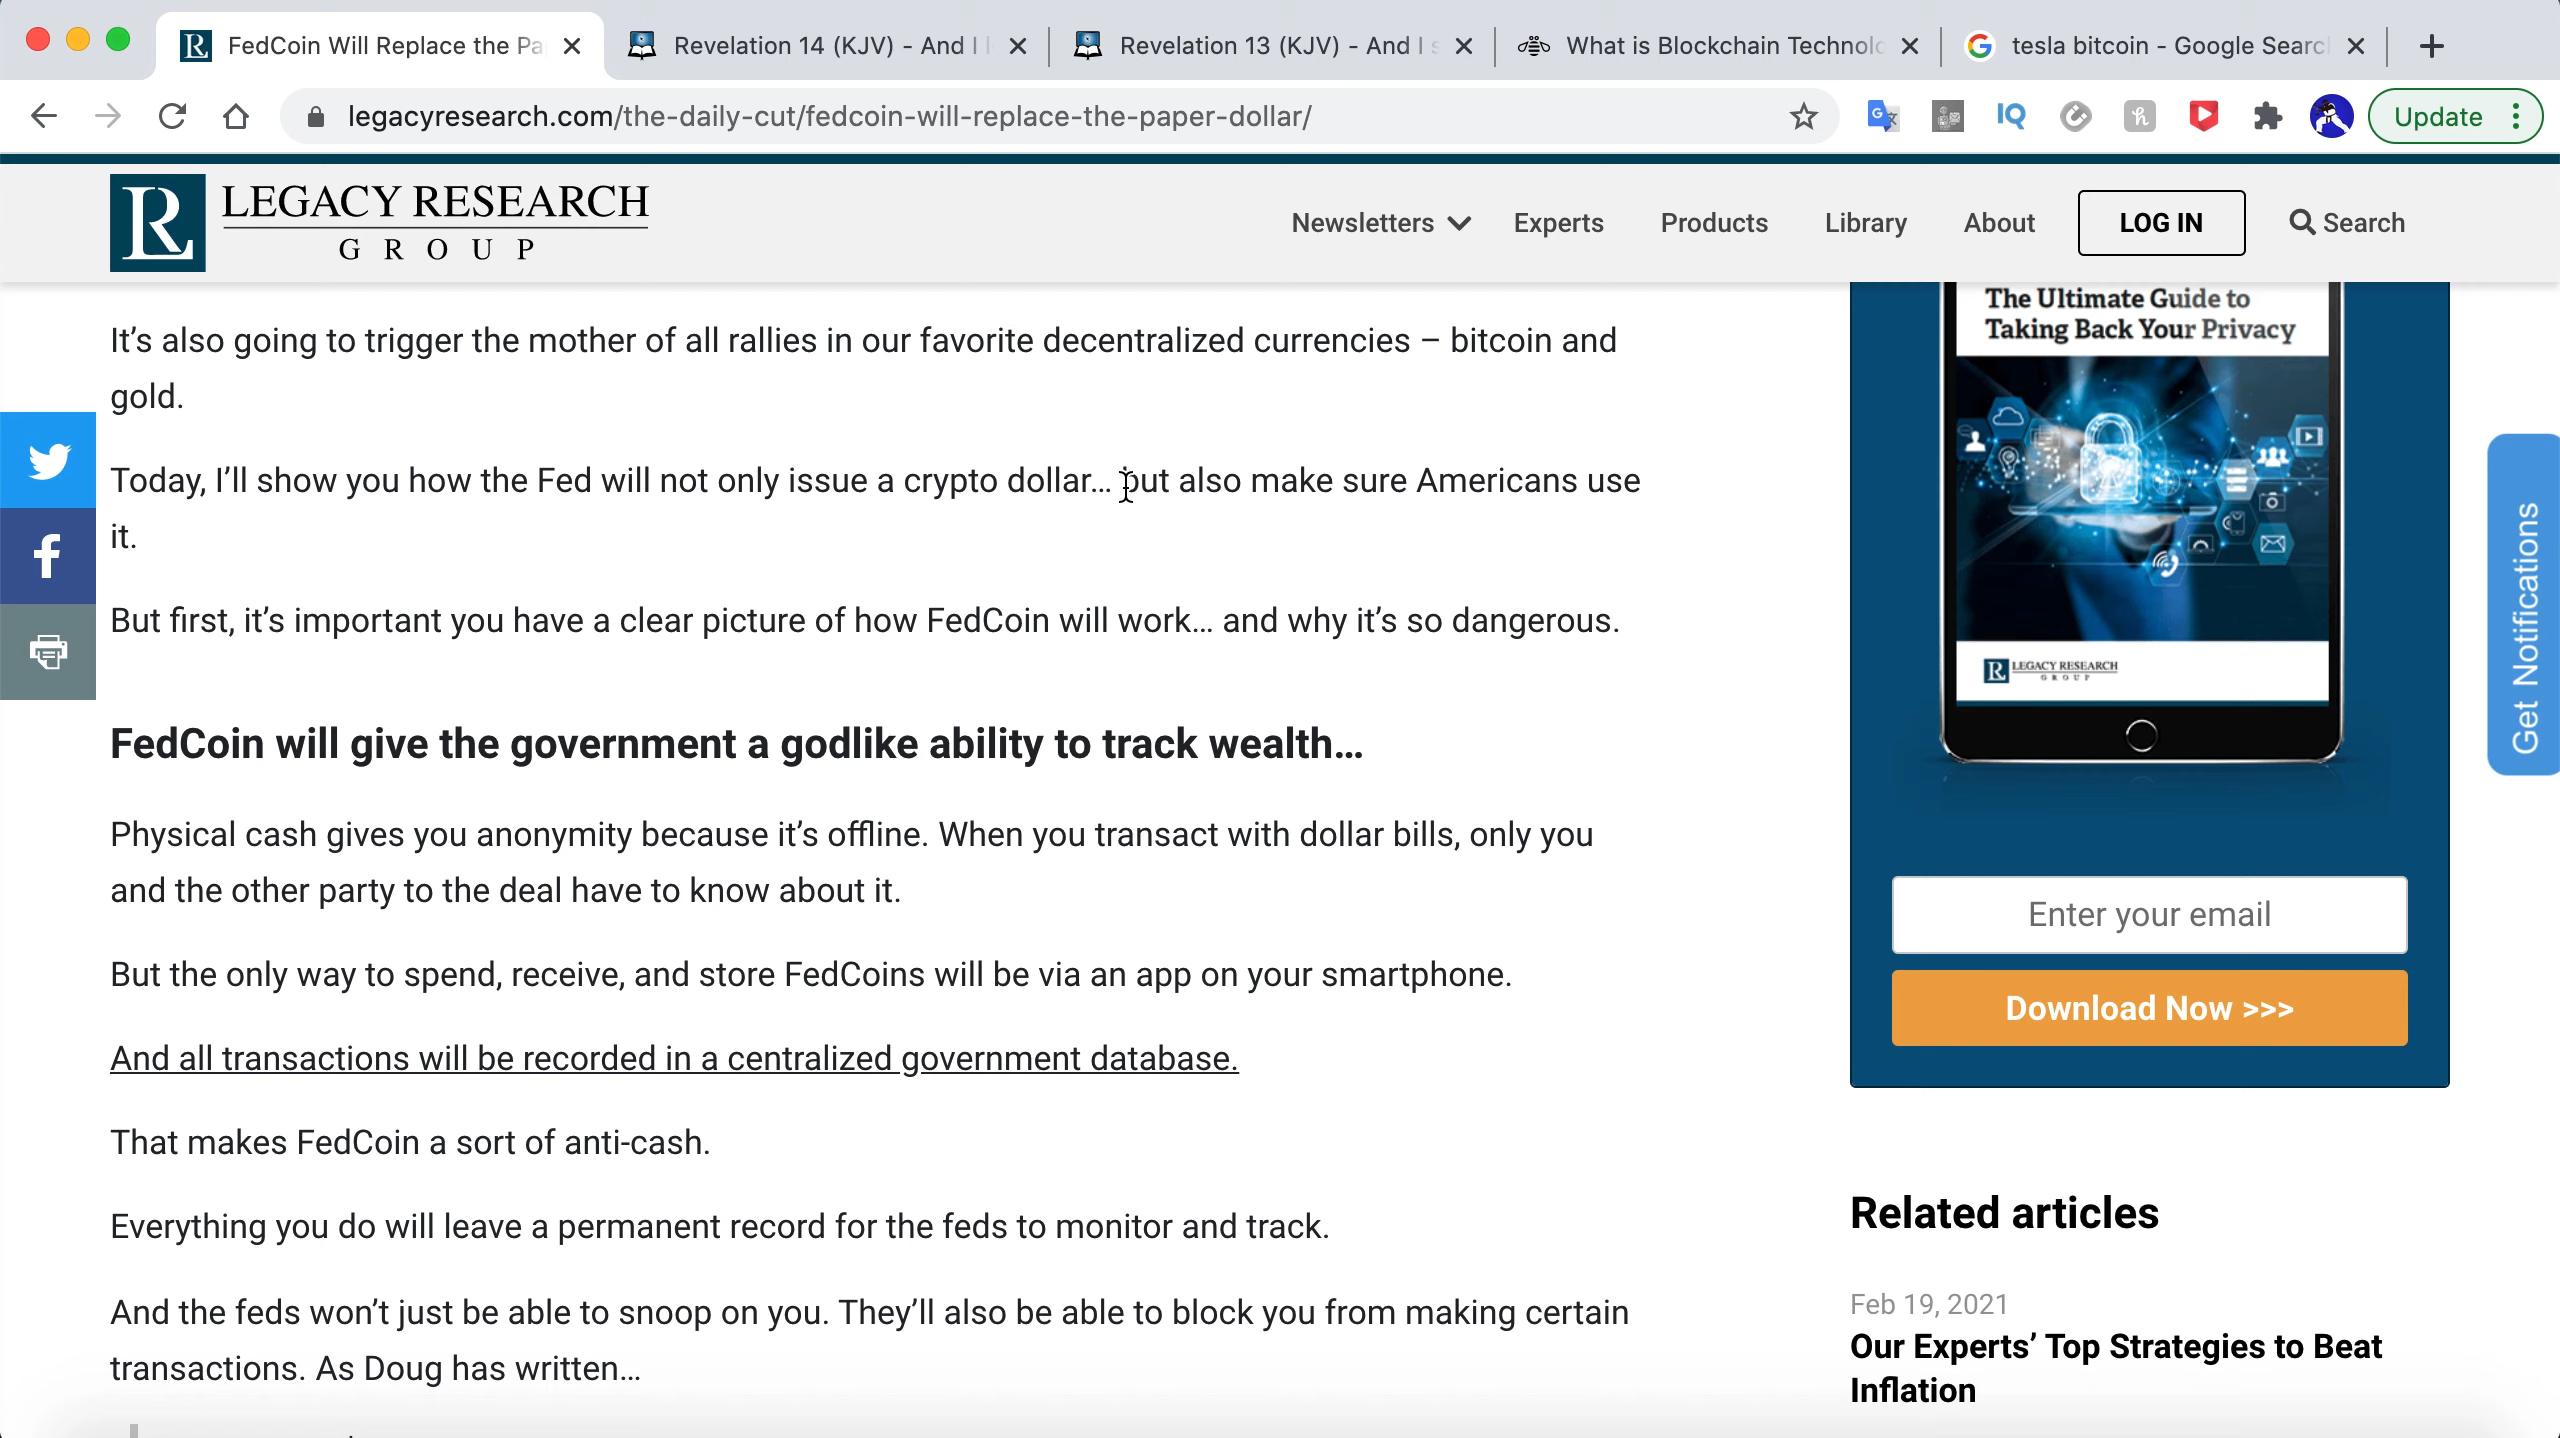 FedCoin Will Replace the Pa
Revelation 14 (KJV) - And I l
Revelation 13 (KJV) - And I s
What is Blockchain Technolo
tesla bitcoin - Google Searc
legacyresearch.com/the-daily-cut/fedcoin-will-replace-the-paper-dollar/
Update
LEGACY RESEARCH
GROUP
Newsletters
Experts
Products
Library
About
LOG IN
Search
It’s also going to trigger the mother of all rallies in our favorite decentralized currencies – bitcoin and
gold.
Today, I’ll show you how the Fed will not only issue a crypto dollar… but also make sure Americans use
it.
But first, it’s important you have a clear picture of how FedCoin will work… and why it’s so dangerous.
FedCoin will give the government a godlike ability to track wealth…
Physical cash gives you anonymity because it’s offline. When you transact with dollar bills, only you
and the other party to the deal have to know about it.
But the only way to spend, receive, and store FedCoins will be via an app on your smartphone.
And all transactions will be recorded in a centralized government database.
That makes FedCoin a sort of anti-cash.
Everything you do will leave a permanent record for the feds to monitor and track.
And the feds won’t just be able to snoop on you. They’ll also be able to block you from making certain
transactions. As Doug has written…
The Ultimate Guide to
Taking Back Your Privacy
LEGACY RESEARCH
GROUP
Enter your email
Download Now >>>
Get Notifications
Related articles
Feb 19, 2021
Our Experts’ Top Strategies to Beat
Inflation